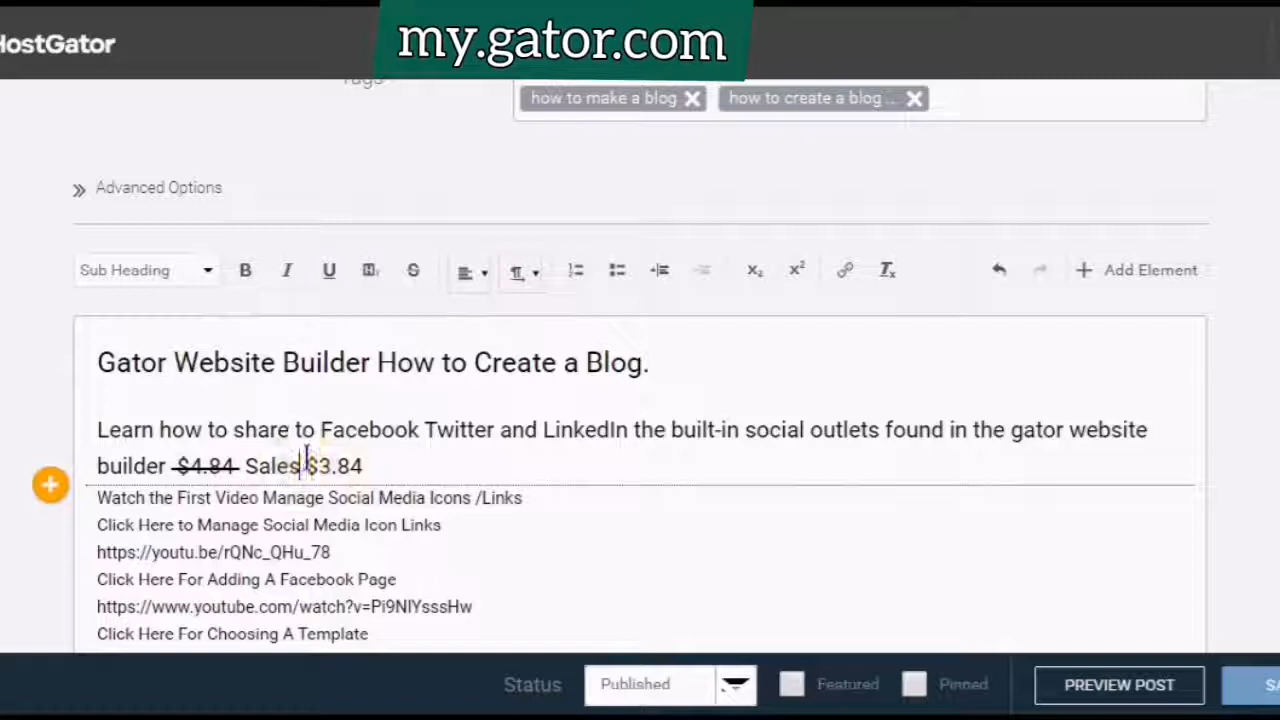 my.gator.com
HostGator
Tags
how to make a blog
how to create a blog ...
Advanced Options
Sub Heading B I U S Tx Add Element
Gator Website Builder How to Create a Blog.
Learn how to share to Facebook Twitter and LinkedIn the built-in social outlets found in the gator website
builder $4.84 Sales $3.84
Watch the First Video Manage Social Media Icons /Links
Click Here to Manage Social Media Icon Links
https://youtu.be/rQNc_QHu_78
Click Here For Adding A Facebook Page
https://www.youtube.com/watch?v=Pi9NlYsssHw
Click Here For Choosing A Template
Status Published Featured Pinned PREVIEW POST SA